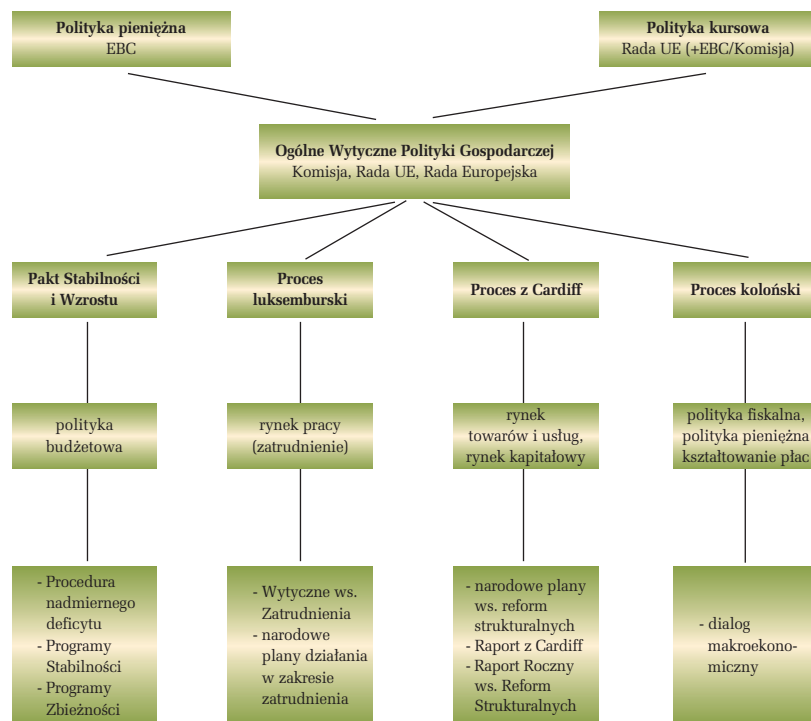 Polityka pieniężna
EBC
Polityka kursowa
Rada UE (+EBC/Komisja)
Ogólne Wytyczne Polityki Gospodarczej
Komisja, Rada UE, Rada Europejska
Pakt Stabilności
i Wzrostu
Proces
luksemburski
Proces z Cardiff
Proces koloński
polityka
budżetowa
rynek pracy
(zatrudnienie)
rynek
towarów i usług,
rynek kapitałowy
polityka fiskalna,
polityka pieniężna
kształtowanie płac
- Procedura
nadmiernego
deficytu
- Programy
Stabilności
- Programy
Zbieżności
- Wytyczne ws.
Zatrudnienia
- narodowe
plany działania
w zakresie
zatrudnienia
- narodowe plany
ws. reform
strukturalnych
- Raport z Cardiff
- Raport Roczny
ws. Reform
Strukturalnych
- dialog
makroekono-
miczny